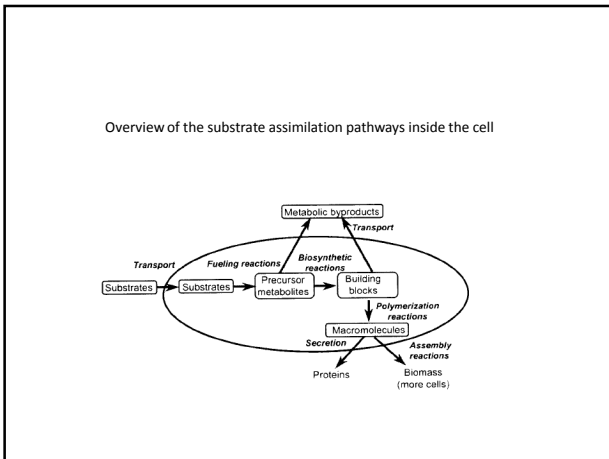 Overview of the substrate assimilation pathways inside the cell
Metabolic byproducts
Transport
Transport
Fueling reactions
Biosynthetic
reactions
Substrates
Substrates
Precursor
metabolites
Building
blocks
Polymerization
reactions
Macromolecules
Secretion
Assembly
reactions
Proteins
Biomass
(more cells)